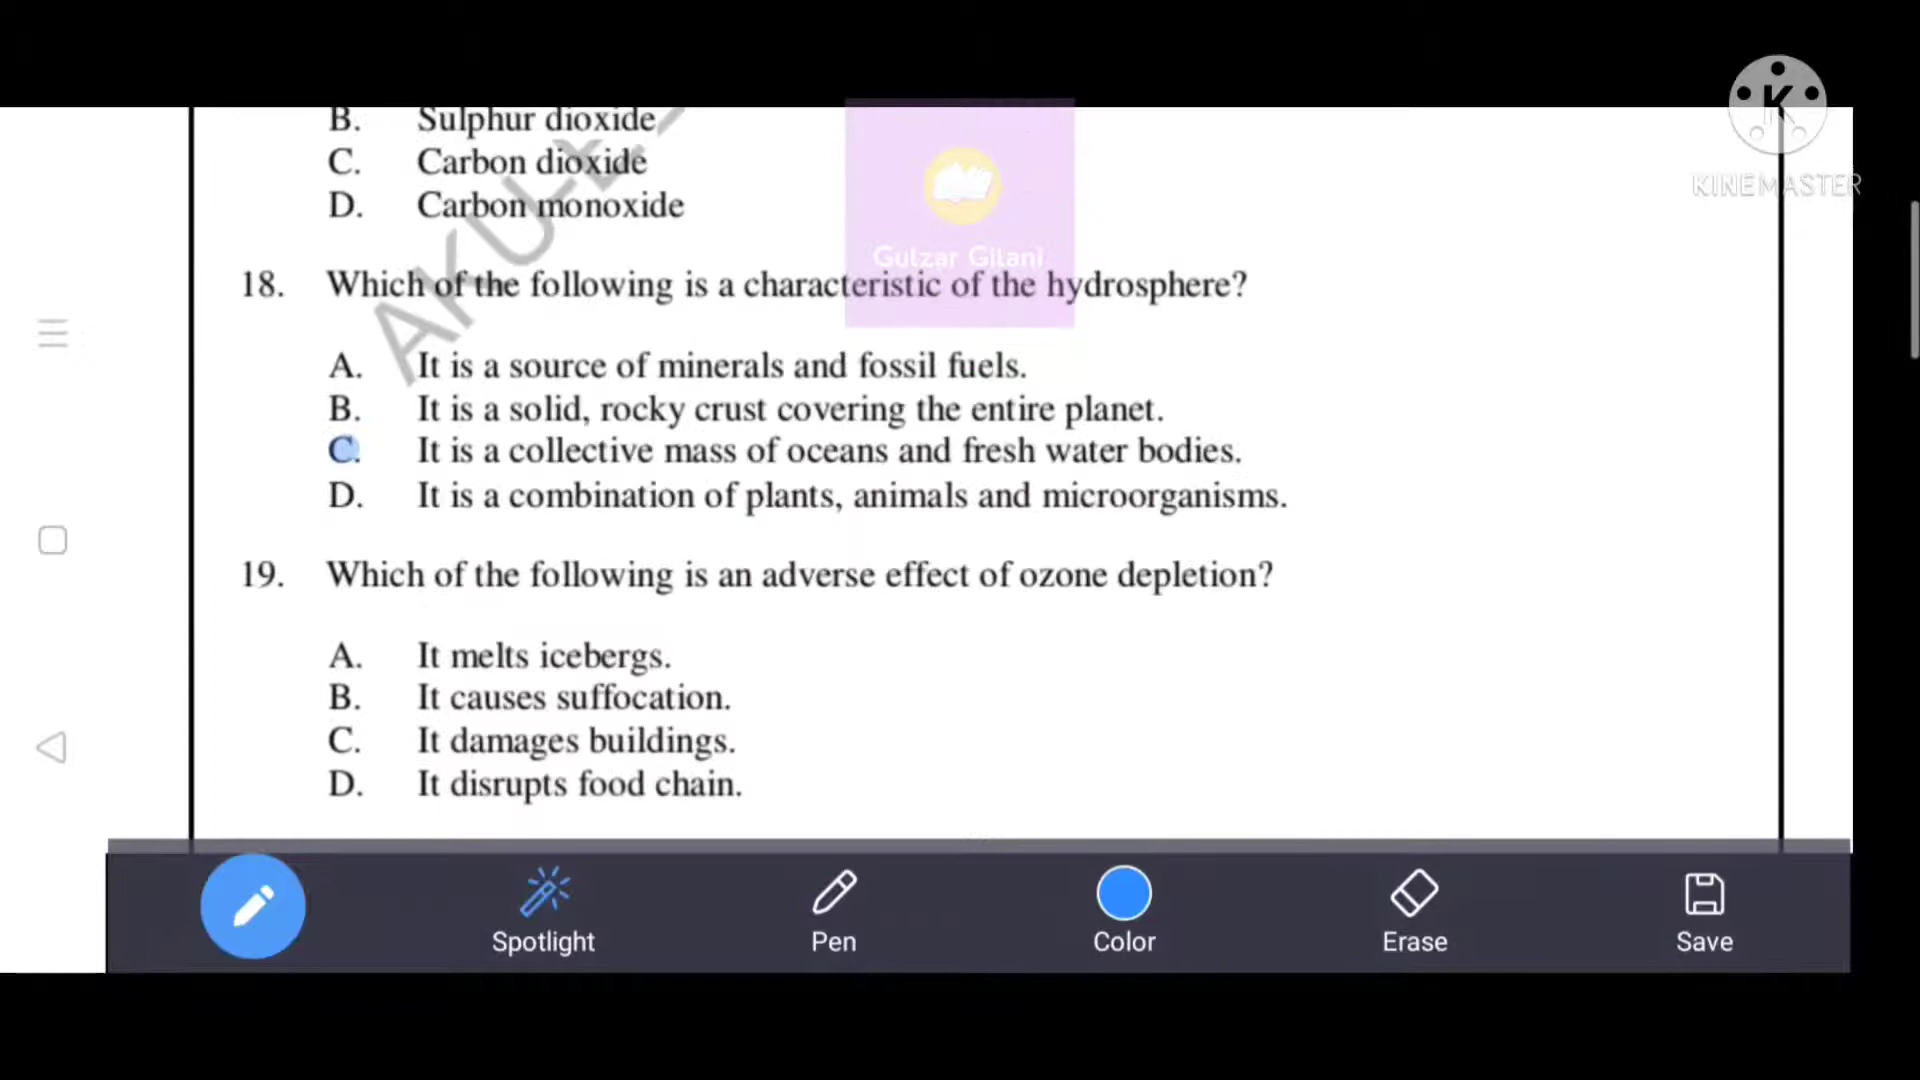 KINEMASTER
B. Sulphur dioxide
C. Carbon dioxide
D. Carbon monoxide
Gulzar Gilani
18. Which of the following is a characteristic of the hydrosphere?
A. It is a source of minerals and fossil fuels.
B. It is a solid, rocky crust covering the entire planet.
C. It is a collective mass of oceans and fresh water bodies.
D. It is a combination of plants, animals and microorganisms.
19. Which of the following is an adverse effect of ozone depletion?
A. It melts icebergs.
B. It causes suffocation.
C. It damages buildings.
D. It disrupts food chain.
Spotlight Pen Color Erase Save